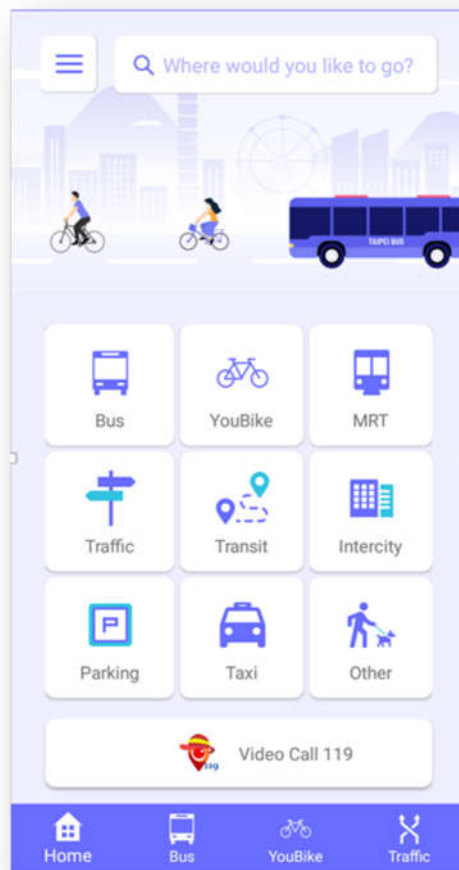 Where would you like to go?
TAIPEI BUS
Bus
YouBike
MRT
Traffic
Transit
Intercity
P
Parking
Taxi
Other
119
Video Call 119
Home
Bus
YouBike
Traffic